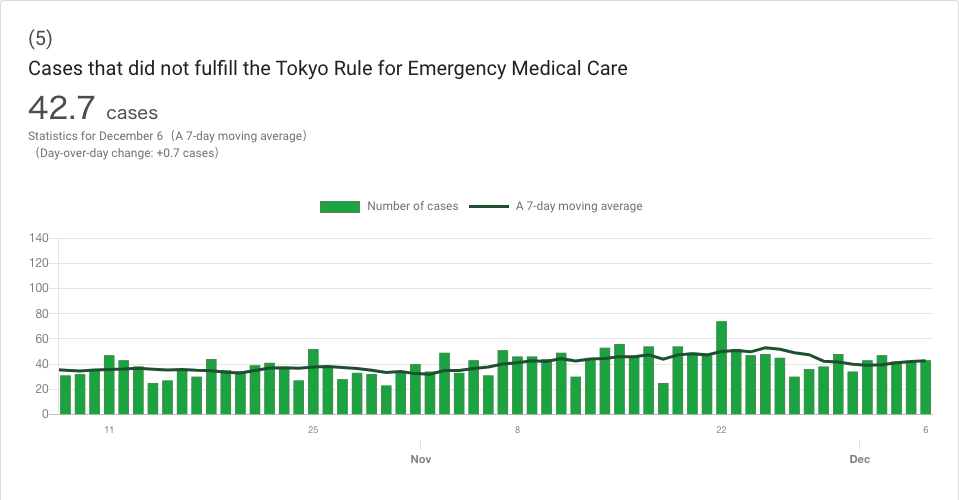 (5)
Cases that did not fulfill the Tokyo Rule for Emergency Medical Care
42.7 cases
Statistics for December 6（A 7-day moving average）
（Day-over-day change: +0.7 cases）
Number of cases A 7-day moving average
140
120
100
80
60
40
20
0
11 25 8 22 6
Nov Dec